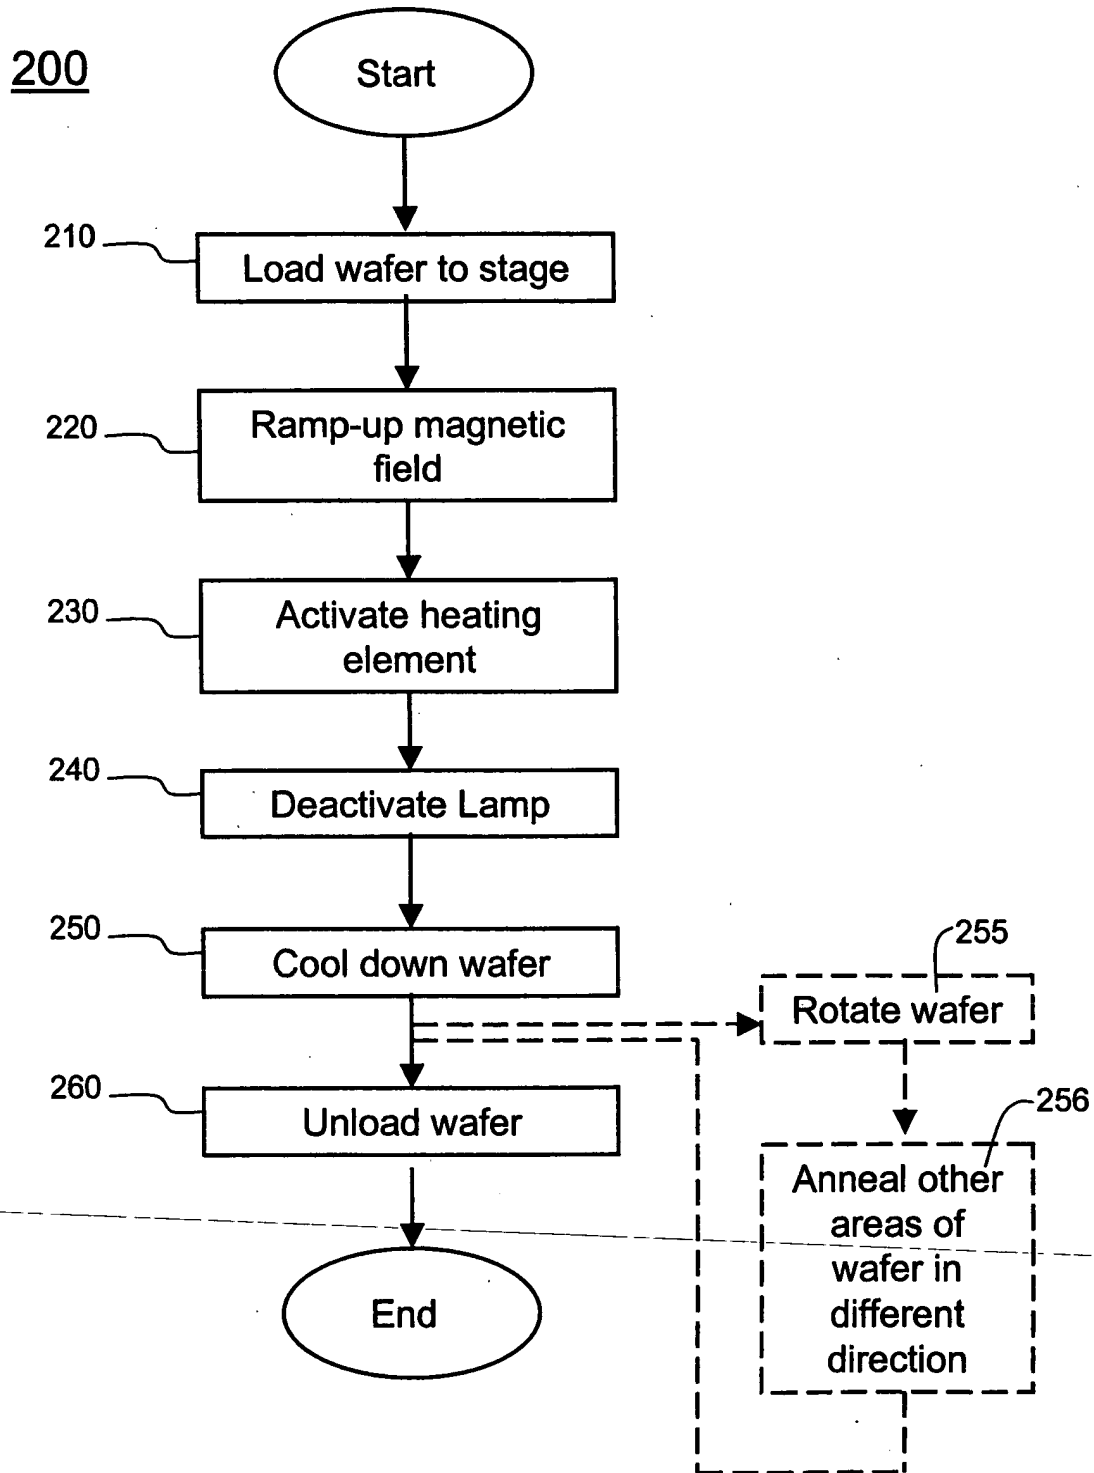 200
Start
210
Load wafer to stage
220
Ramp-up magnetic
field
230
Activate heating
element
240
Deactivate Lamp
250
Cool down wafer
255
Rotate wafer
260
Unload wafer
256
Anneal other
areas of
wafer in
different
direction
End